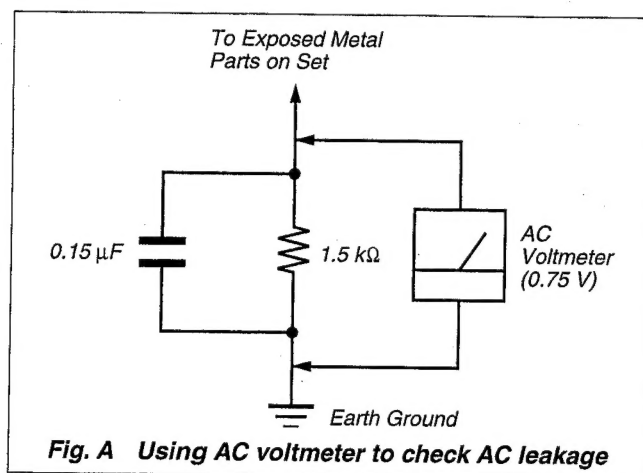 To Exposed Metal
Parts on Set
0.15 µF
1.5 kΩ
AC
Voltmeter
(0.75 V)
Earth Ground
Fig. A Using AC voltmeter to check AC leakage